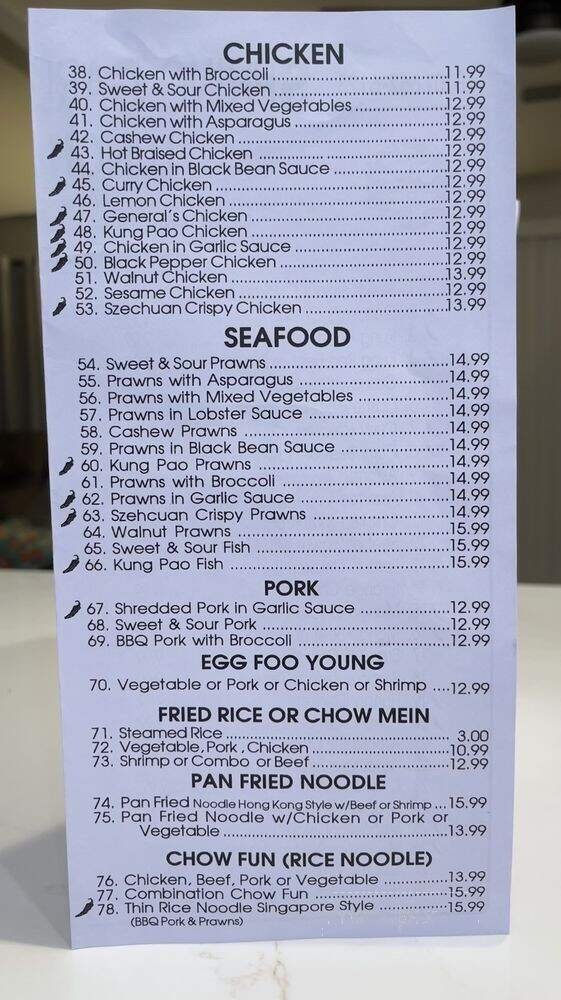 CHICKEN
38. Chicken with Broccoli ........ 11.99
39. Sweet & Sour Chicken ........ 11.99
40. Chicken with Mixed Vegetables ........ 12.99
41. Chicken with Asparagus ........ 12.99
42. Cashew Chicken ........ 12.99
43. Hot Braised Chicken ........ 12.99
44. Chicken in Black Bean Sauce ........ 12.99
45. Curry Chicken ........ 12.99
46. Lemon Chicken ........ 12.99
47. General's Chicken ........ 12.99
48. Kung Pao Chicken ........ 12.99
49. Chicken in Garlic Sauce ........ 12.99
50. Black Pepper Chicken ........ 12.99
51. Walnut Chicken ........ 13.99
52. Sesame Chicken ........ 12.99
53. Szechuan Crispy Chicken ........ 13.99
SEAFOOD
54. Sweet & Sour Prawns ........ 14.99
55. Prawns with Asparagus ........ 14.99
56. Prawns with Mixed Vegetables ........ 14.99
57. Prawns in Lobster Sauce ........ 14.99
58. Cashew Prawns ........ 14.99
59. Prawns in Black Bean Sauce ........ 14.99
60. Kung Pao Prawns ........ 14.99
61. Prawns with Broccoli ........ 14.99
62. Prawns in Garlic Sauce ........ 14.99
63. Szehcuan Crispy Prawns ........ 14.99
64. Walnut Prawns ........ 15.99
65. Sweet & Sour Fish ........ 15.99
66. Kung Pao Fish ........ 15.99
PORK
67. Shredded Pork in Garlic Sauce ........ 12.99
68. Sweet & Sour Pork ........ 12.99
69. BBQ Pork with Broccoli ........ 12.99
EGG FOO YOUNG
70. Vegetable or Pork or Chicken or Shrimp .... 12.99
FRIED RICE OR CHOW MEIN
71. Steamed Rice ........ 3.00
72. Vegetable, Pork , Chicken ........ 10.99
73. Shrimp or Combo or Beef ........ 12.99
PAN FRIED NOODLE
74. Pan Fried Noodle Hong Kong Style w/Beef or Shrimp ... 15.99
75. Pan Fried Noodle w/Chicken or Pork or
Vegetable ........ 13.99
CHOW FUN (RICE NOODLE)
76. Chicken, Beef, Pork or Vegetable ........ 13.99
77. Combination Chow Fun ........ 15.99
78. Thin Rice Noodle Singapore Style ........ 15.99
(BBQ Pork & Prawns)